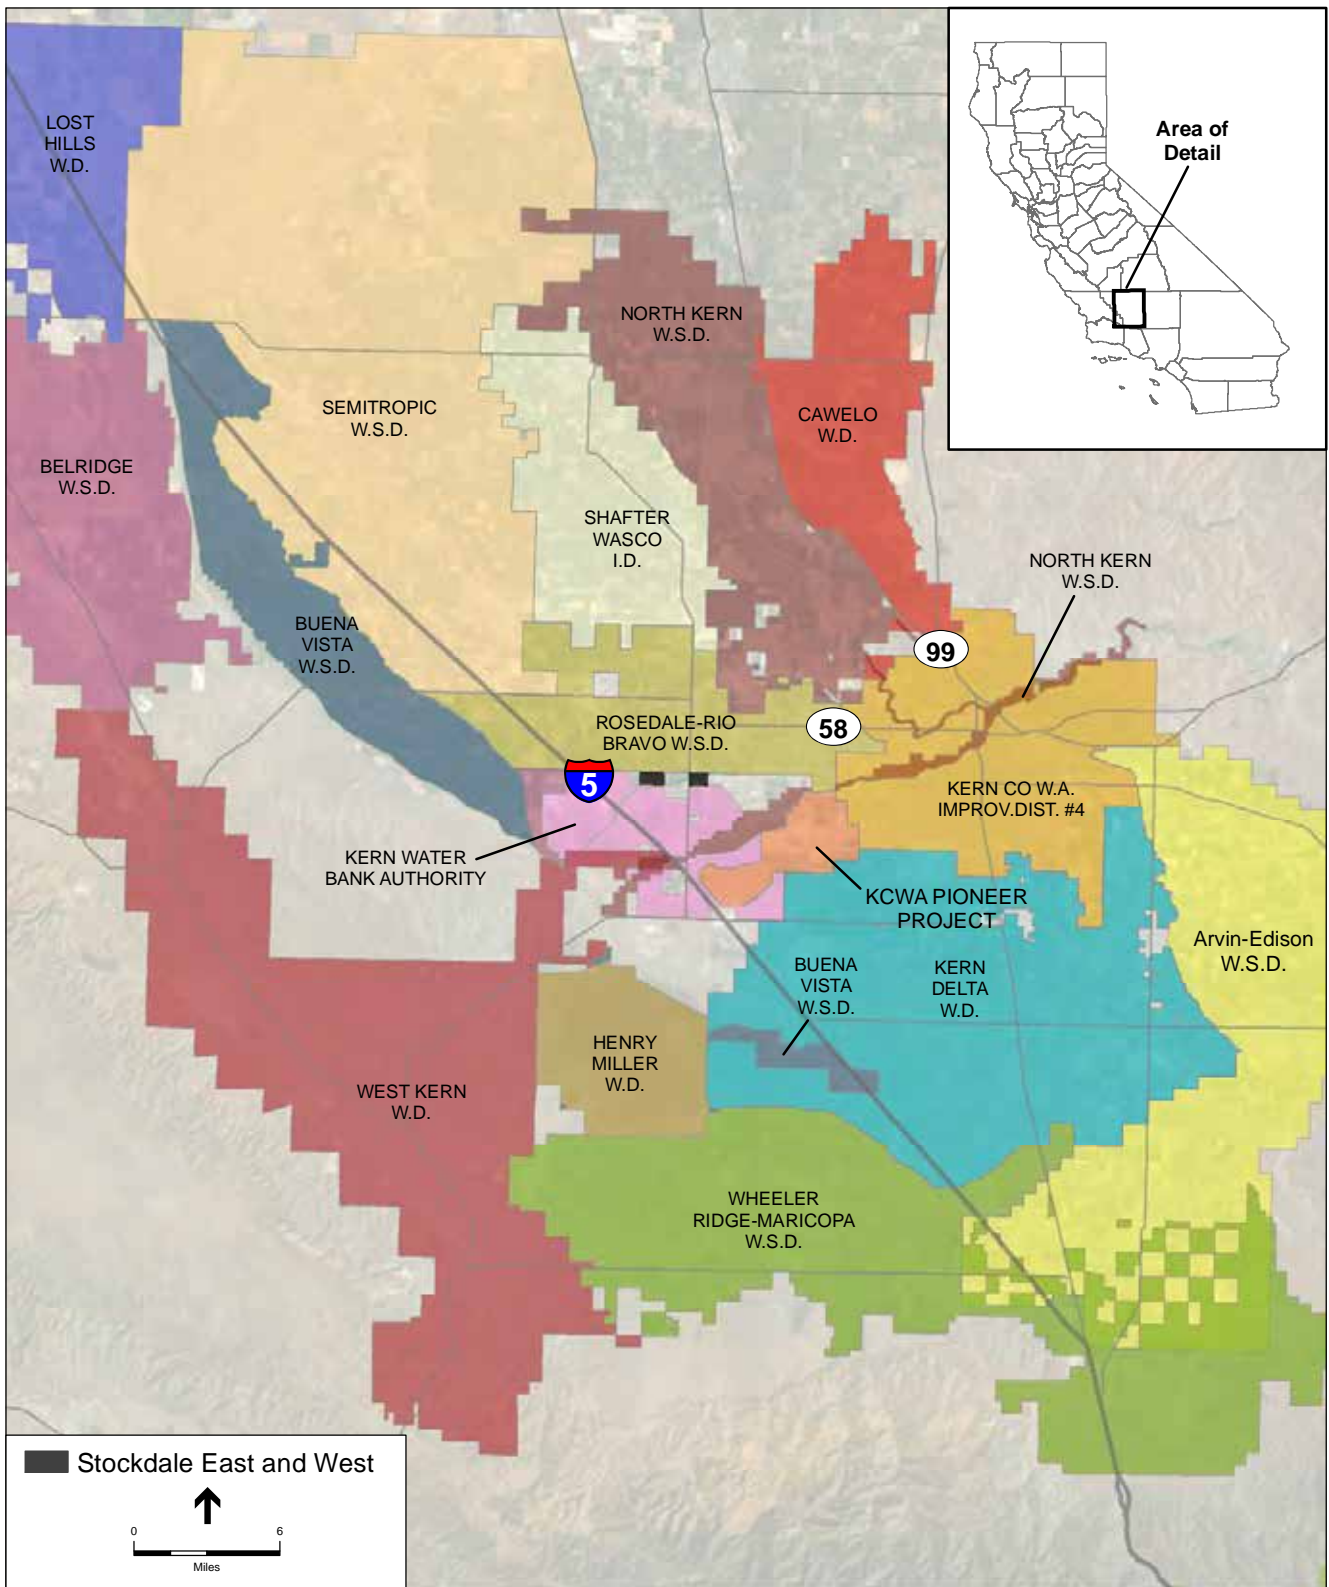 LOST
HILLS
W.D.
Area of
Detail
NORTH KERN
W.S.D.
SEMITROPIC
W.S.D.
CAWELO
W.D.
BELRIDGE
W.S.D.
SHAFTER
WASCO
I.D.
NORTH KERN
W.S.D.
BUENA
VISTA
W.S.D.
99
ROSEDALE-RIO
BRAVO W.S.D.
58
5
KERN CO W.A.
IMPROV.DIST. #4
KERN WATER
BANK AUTHORITY
KCWA PIONEER
PROJECT
Arvin-Edison
W.S.D.
BUENA
VISTA
W.S.D.
KERN
DELTA
W.D.
HENRY
MILLER
W.D.
WEST KERN
W.D.
WHEELER
RIDGE-MARICOPA
W.S.D.
Stockdale East and West
0 6
Miles